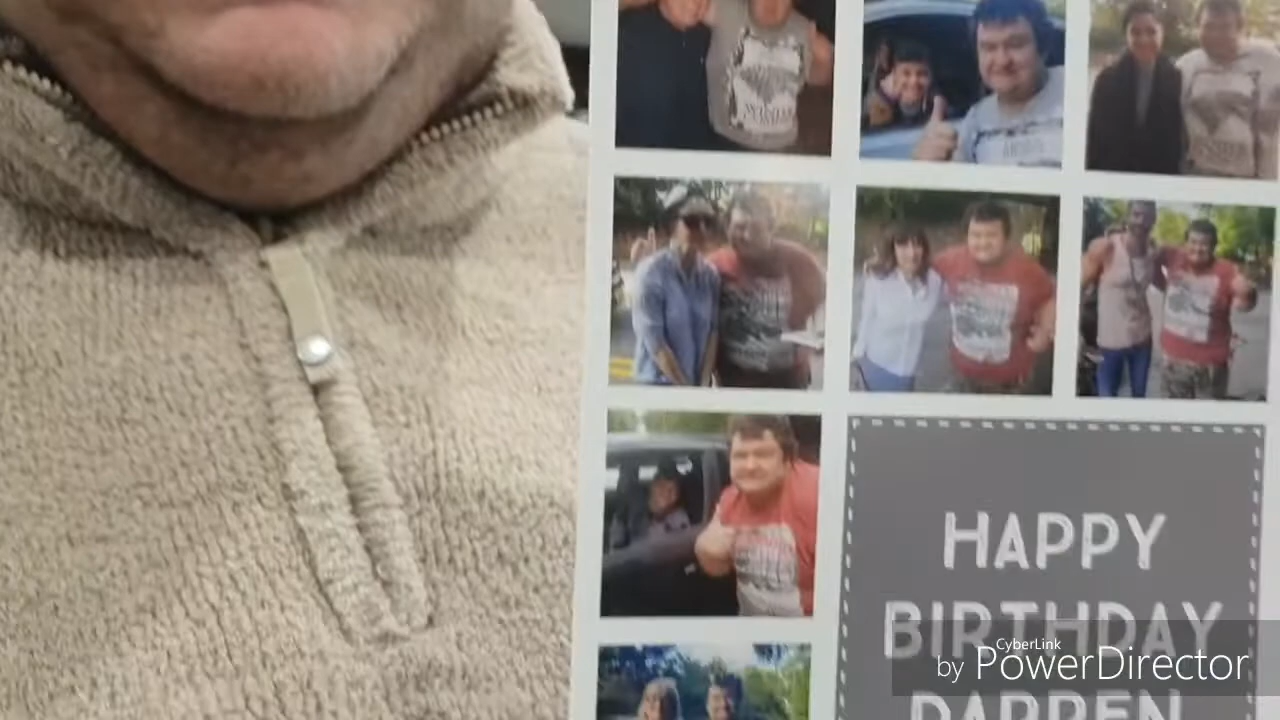 HAPPY
BIRTHDAY
DARREN
CyberLink
by PowerDirector